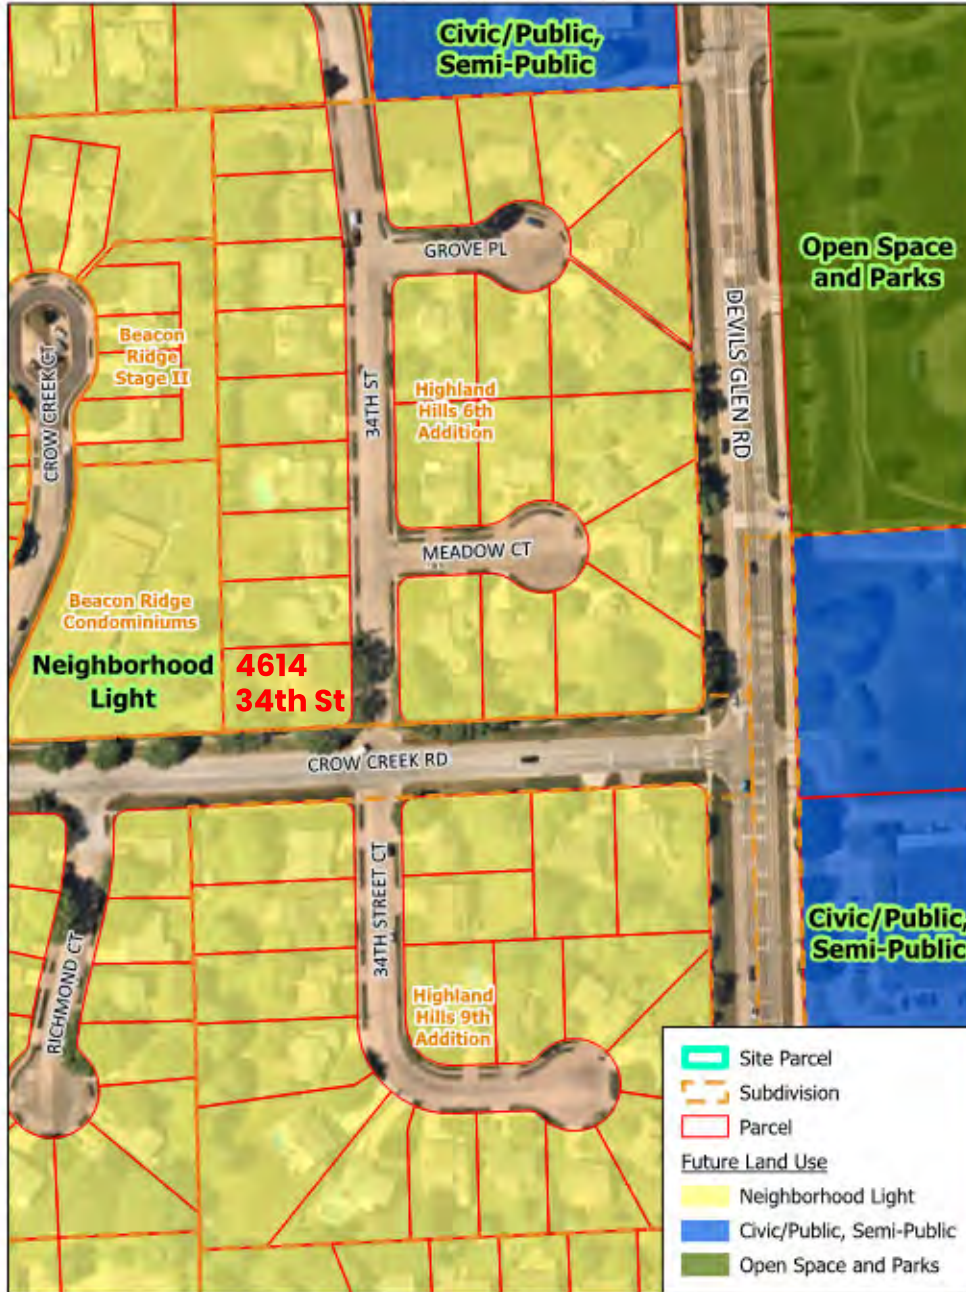 Civic/Public,
Semi-Public
GROVE PL
Open Space
and Parks
DEVILS GLEN RD
Beacon
Ridge
Stage II
CROW CREEK CT
34TH ST
Highland
Hills 6th
Addition
MEADOW CT
Beacon Ridge
Condominiums
Neighborhood
Light
4614
34th St
CROW CREEK RD
34TH STREET CT
Civic/Public,
Semi-Public
RICHMOND CT
Highland
Hills 9th
Addition
Site Parcel
Subdivision
Parcel
Future Land Use
Neighborhood Light
Civic/Public, Semi-Public
Open Space and Parks